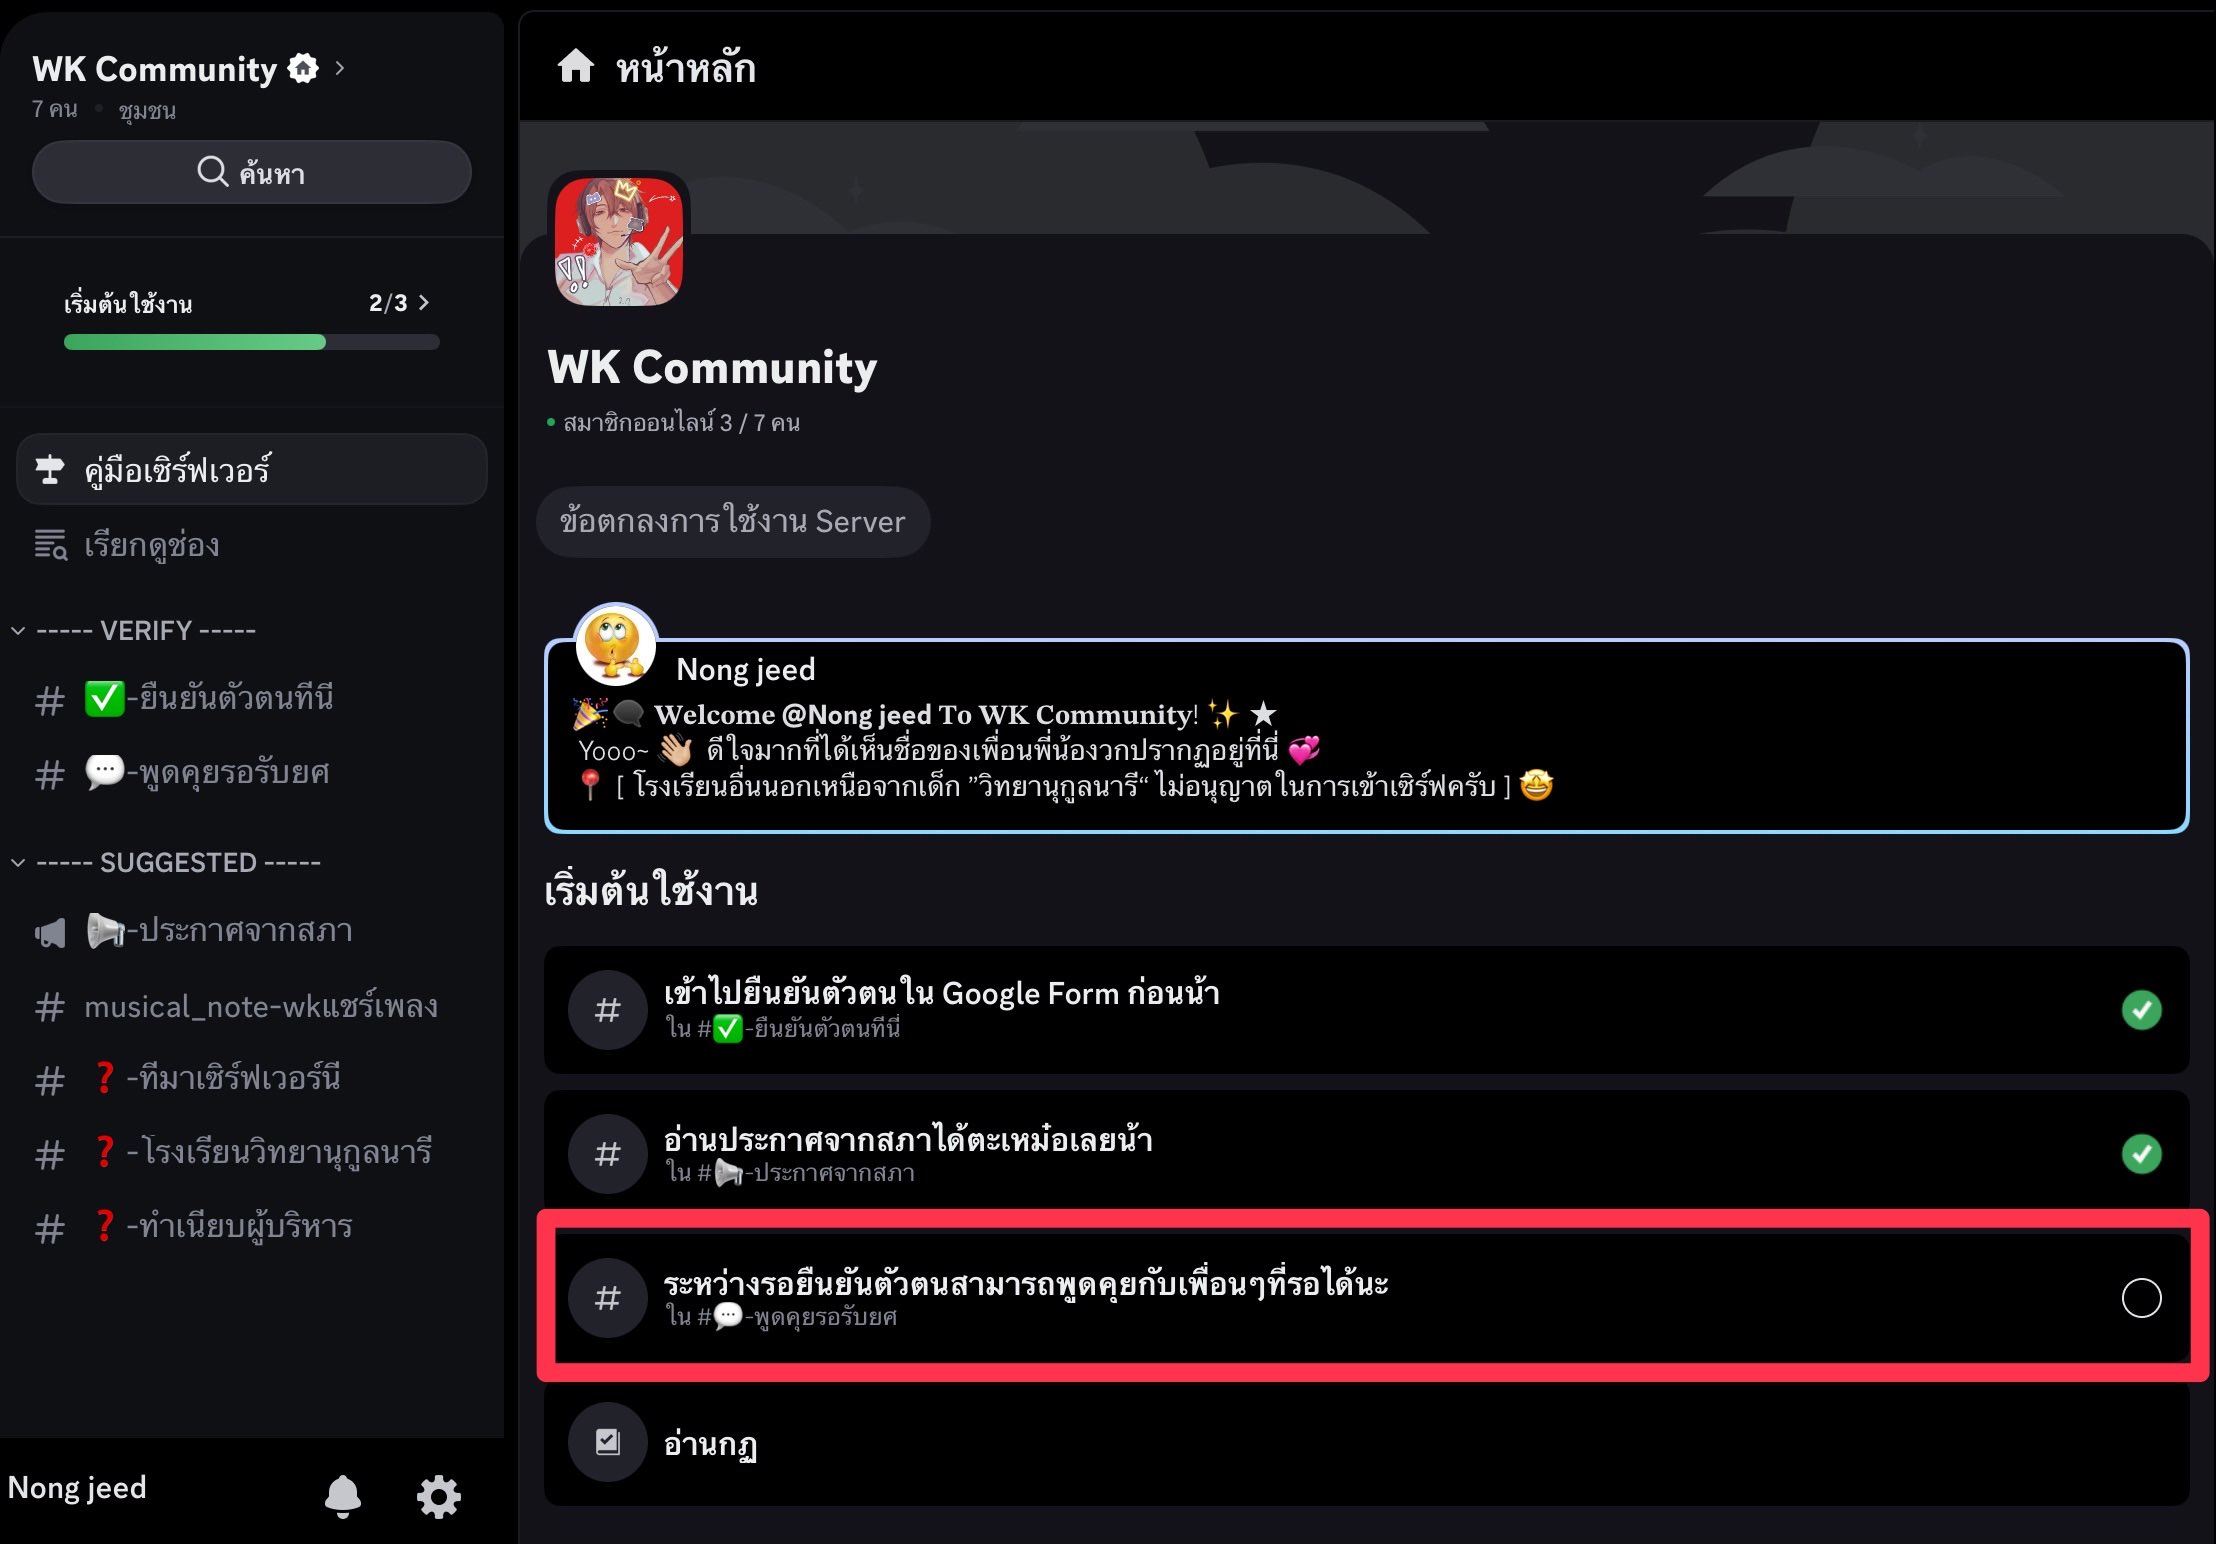 WK Community
7 คน • ชุมชน
ค้นหา
เริ่มต้นใช้งาน 2/3
คู่มือเซิร์ฟเวอร์
เรียกดูช่อง
----- VERIFY -----
# ✅-ยืนยันตัวตนทีนี
# 💬-พูดคุยรอรับยศ
----- SUGGESTED -----
📢-ประกาศจากสภา
# musical_note-wkแชร์เพลง
# ❓-ทีมาเซิร์ฟเวอร์นี
# ❓-โรงเรียนวิทยานุกูลนารี
# ❓-ทำเนียบผู้บริหาร
Nong jeed
หน้าหลัก
WK Community
• สมาชิกออนไลน์ 3 / 7 คน
ข้อตกลงการใช้งาน Server
Nong jeed
🎉🗨 Welcome @Nong jeed To WK Community! ✨ ★
Yooo~ 👋🏼 ดีใจมากที่ได้เห็นชื่อของเพื่อนพี่น้องวกปรากฏอยู่ที่นี่ 💞
📍 [ โรงเรียนอื่นนอกเหนือจากเด็ก ”วิทยานุกูลนารี“ ไม่อนุญาตในการเข้าเซิร์ฟครับ ] 🤩
เริ่มต้นใช้งาน
# เข้าไปยืนยันตัวตนใน Google Form ก่อนน้า
ใน #✅-ยืนยันตัวตนทีนี่
# อ่านประกาศจากสภาได้ตะเหม๋อเลยน้า
ใน #📢-ประกาศจากสภา
# ระหว่างรอยืนยันตัวตนสามารถพูดคุยกับเพื่อนๆที่รอได้นะ
ใน #💬-พูดคุยรอรับยศ
อ่านกฏ